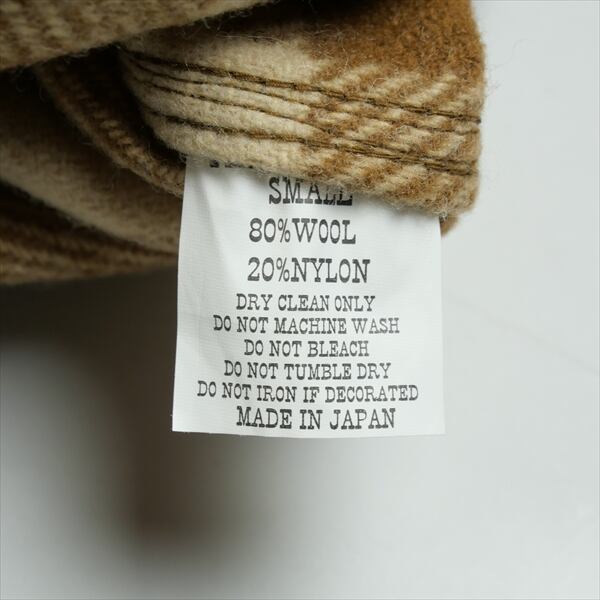 SMALL
80%WOOL
20%NYLON
DRY CLEAN ONLY
DO NOT MACHINE WASH
DO NOT BLEACH
DO NOT TUMBLE DRY
DO NOT IRON IF DECORATED
MADE IN JAPAN